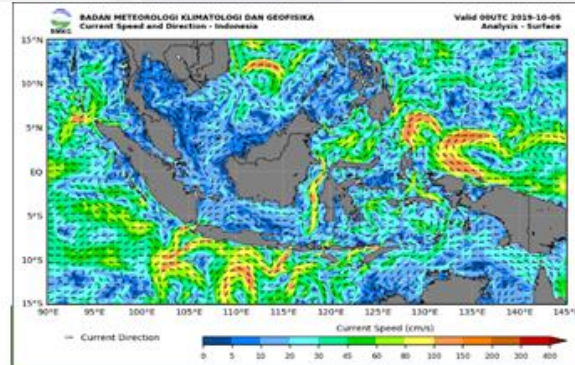 BADAN METEOROLOGI KLIMATOLOGI DAN GEOFISIKA
Current Speed and Direction - Indonesia
Valid 00UTC 2019-10-05
Analysis - Surface
BMKG
15°N
10°N
5°N
EQ
5°S
10°S
15°S
90°E 95°E 100°E 105°E 110°E 115°E 120°E 125°E 130°E 135°E 140°E 145°E
Current Direction
Current Speed (cm/s)
0 5 10 20 30 45 60 80 100 150 200 300 400